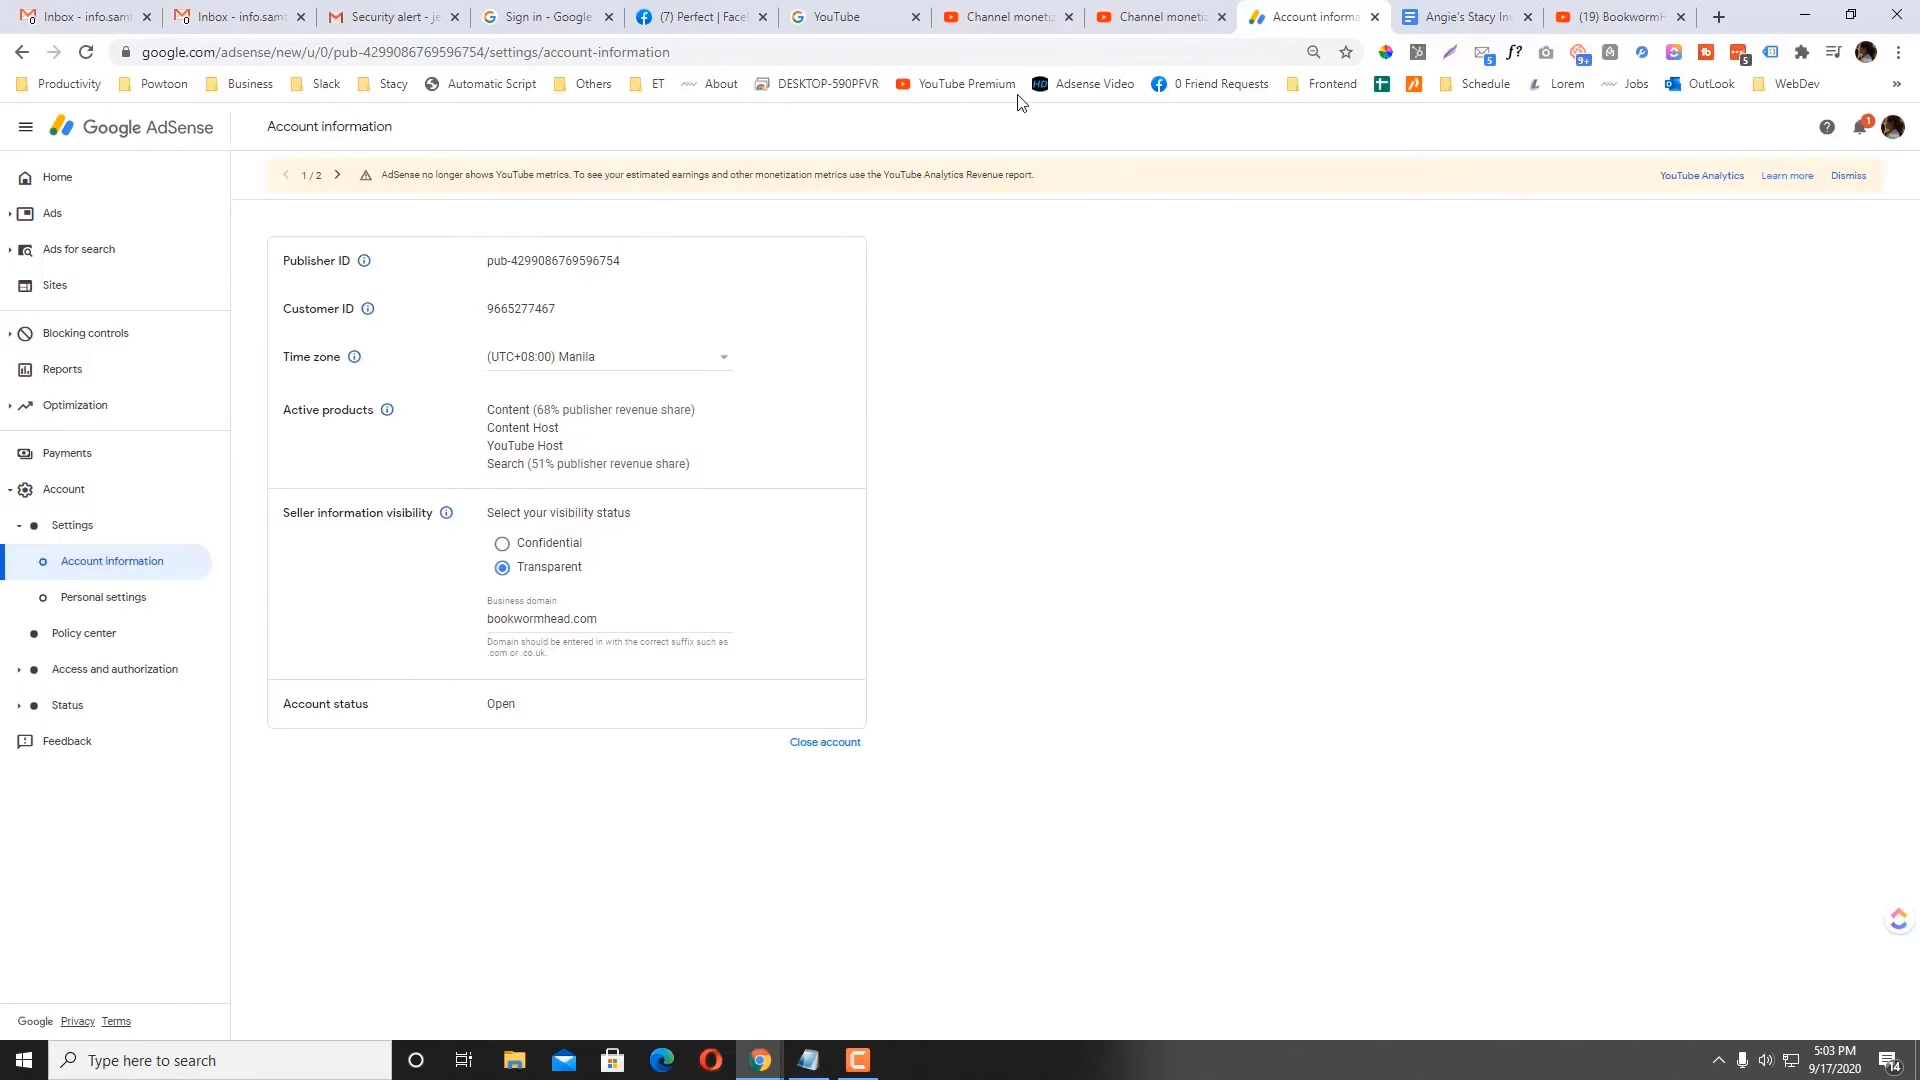 Inbox - info.samt
Inbox - info.samt
Security alert - je
Sign in - Google
(7) Perfect | Face
YouTube
Channel moneti
Channel moneti
Account informa
Angie's Stacy Inv
(19) BookwormH
google.com/adsense/new/u/0/pub-4299086769596754/settings/account-information
Productivity
Powtoon
Business
Slack
Stacy
Automatic Script
Others
ET
About
DESKTOP-590PFVR
YouTube Premium
HD
Adsense Video
0 Friend Requests
Frontend
Schedule
Lorem
Jobs
OutLook
WebDev
Google AdSense
Account information
1
1 / 2
AdSense no longer shows YouTube metrics. To see your estimated earnings and other monetization metrics use the YouTube Analytics Revenue report.
YouTube Analytics
Learn more
Dismiss
Home
Ads
Ads for search
Sites
Blocking controls
Reports
Optimization
Payments
Account
Settings
Account information
Personal settings
Policy center
Access and authorization
Status
Feedback
Publisher ID
pub-4299086769596754
Customer ID
9665277467
Time zone
(UTC+08:00) Manila
Active products
Content (68% publisher revenue share)
Content Host
YouTube Host
Search (51% publisher revenue share)
Seller information visibility
Select your visibility status
Confidential
Transparent
Business domain
bookwormhead.com
Domain should be entered in with the correct suffix such as
.com or .co.uk.
Account status
Open
Close account
Google Privacy Terms
Type here to search
5:03 PM
9/17/2020
14